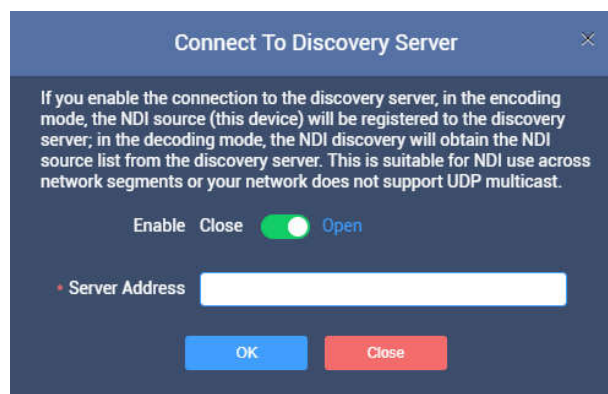 Connect To Discovery Server
If you enable the connection to the discovery server, in the encoding
mode, the NDI source (this device) will be registered to the discovery
server; in the decoding mode, the NDI discovery will obtain the NDI
source list from the discovery server. This is suitable for NDI use across
network segments or your network does not support UDP multicast.
Enable Close Open
• Server Address
OK Close